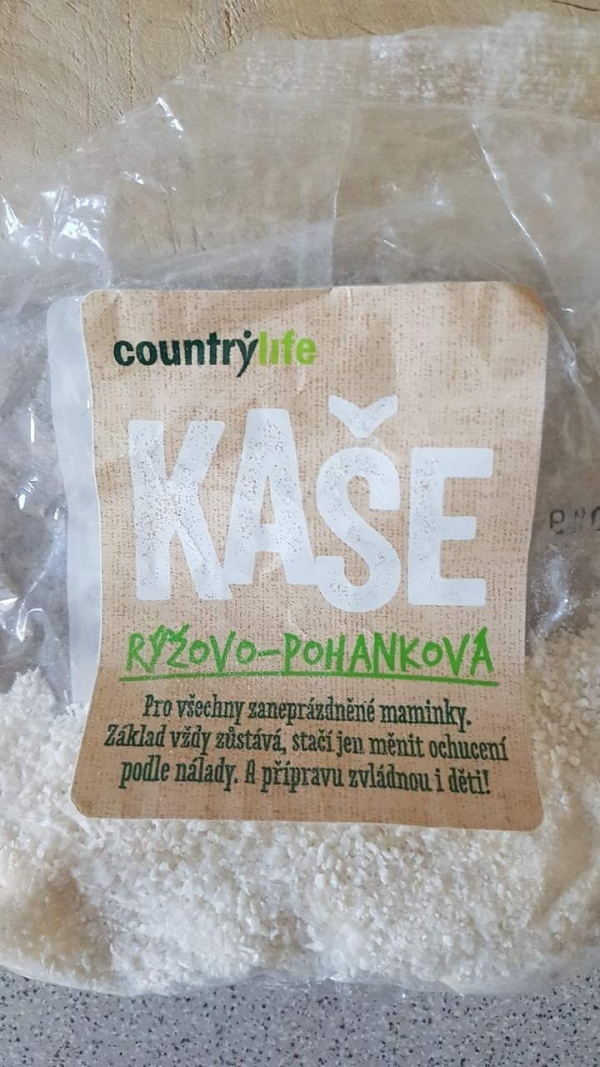 countrylife
KAŠE
RÝŽOVO-POHANKOVÁ
Pro všechny zaneprázdněné maminky.
Základ vždy zůstává, stačí jen měnit ochucení
podle nálady. A přípravu zvládnou i děti!